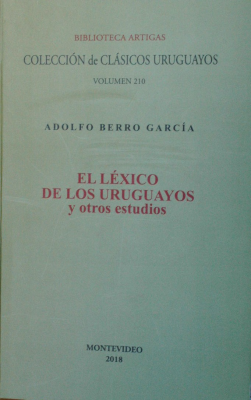 BIBLIOTECA ARTIGAS
COLECCIÓN de CLÁSICOS URUGUAYOS
VOLUMEN 210
ADOLFO BERRO GARCÍA
EL LÉXICO
DE LOS URUGUAYOS
y otros estudios
MONTEVIDEO
2018